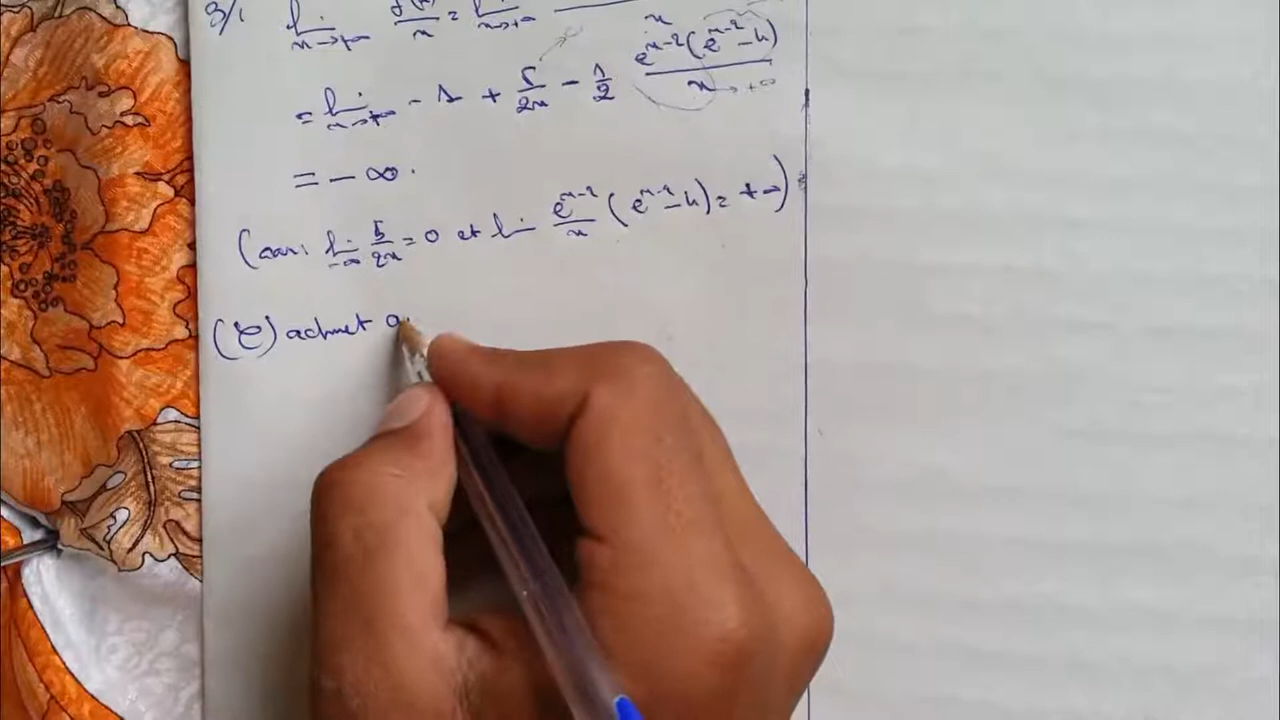 3/. lim x→+∞ f(x)/x = lim x→+∞ x
= lim x→+∞ - 1 + 5/2x - 1/2 e^{x-2}(e^{x-2}-4)/x → +∞
= - ∞.
(car: lim -∞ 5/2x = 0 et lim e^{x-2}/x (e^{x-2}-4) = +∞)
(C) admet a